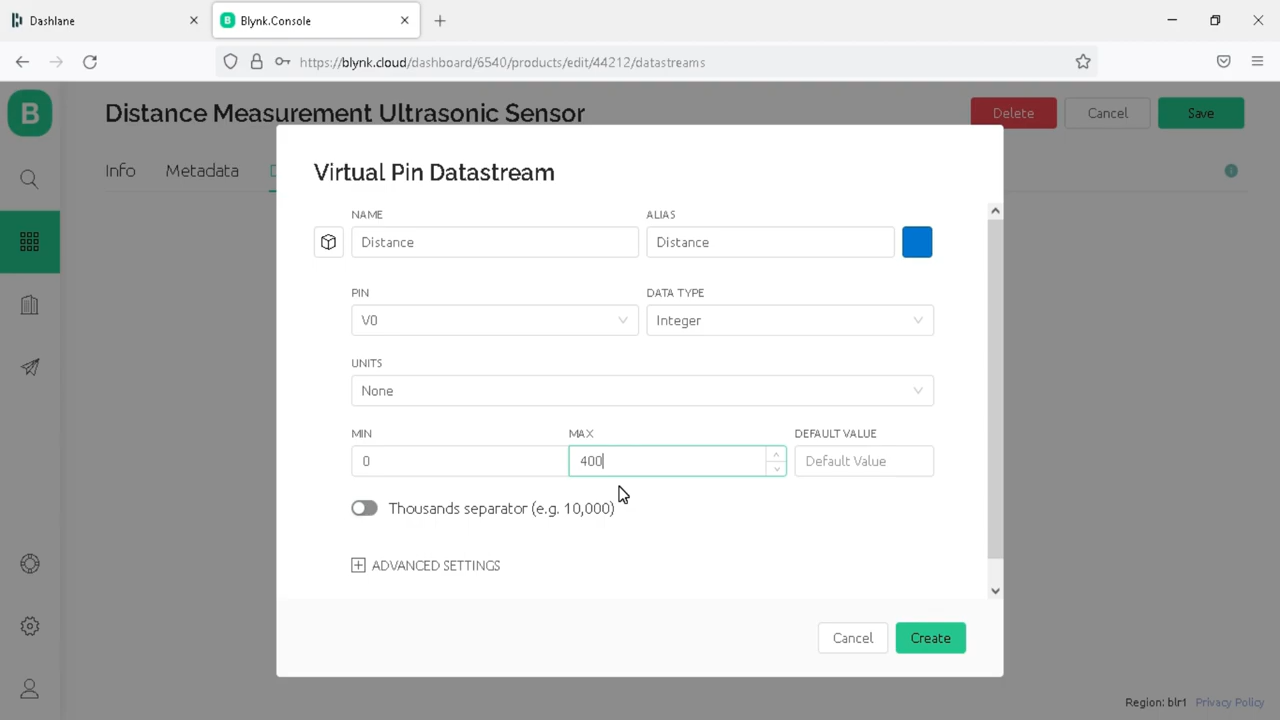 Dashlane
B Blynk.Console
https://blynk.cloud/dashboard/6540/products/edit/44212/datastreams
B
Distance Measurement Ultrasonic Sensor
Delete
Cancel
Save
Info
Metadata
D
Virtual Pin Datastream
NAME
ALIAS
Distance
Distance
PIN
DATA TYPE
V0
Integer
UNITS
None
MIN
MAX
DEFAULT VALUE
0
400
Default Value
Thousands separator (e.g. 10,000)
ADVANCED SETTINGS
Cancel
Create
Region: blr1 Privacy Policy